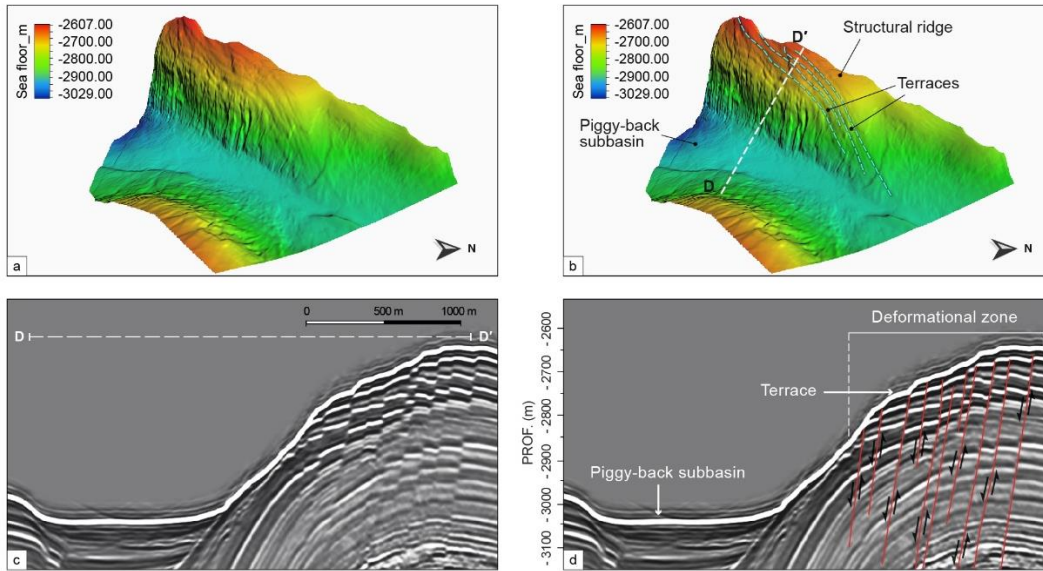 Sea floor_m
-2607.00
-2700.00
-2800.00
-2900.00
-3029.00
N
a
Sea floor_m
-2607.00
-2700.00
-2800.00
-2900.00
-3029.00
D'
Structural ridge
Terraces
Piggy-back
subbasin
D
N
b
0 500 m 1000 m
D D'
c
Deformational zone
Terrace
Piggy-back subbasin
PROF. (m)
- 2600
- 2700
- 2800
- 2900
- 3000
- 3100
d